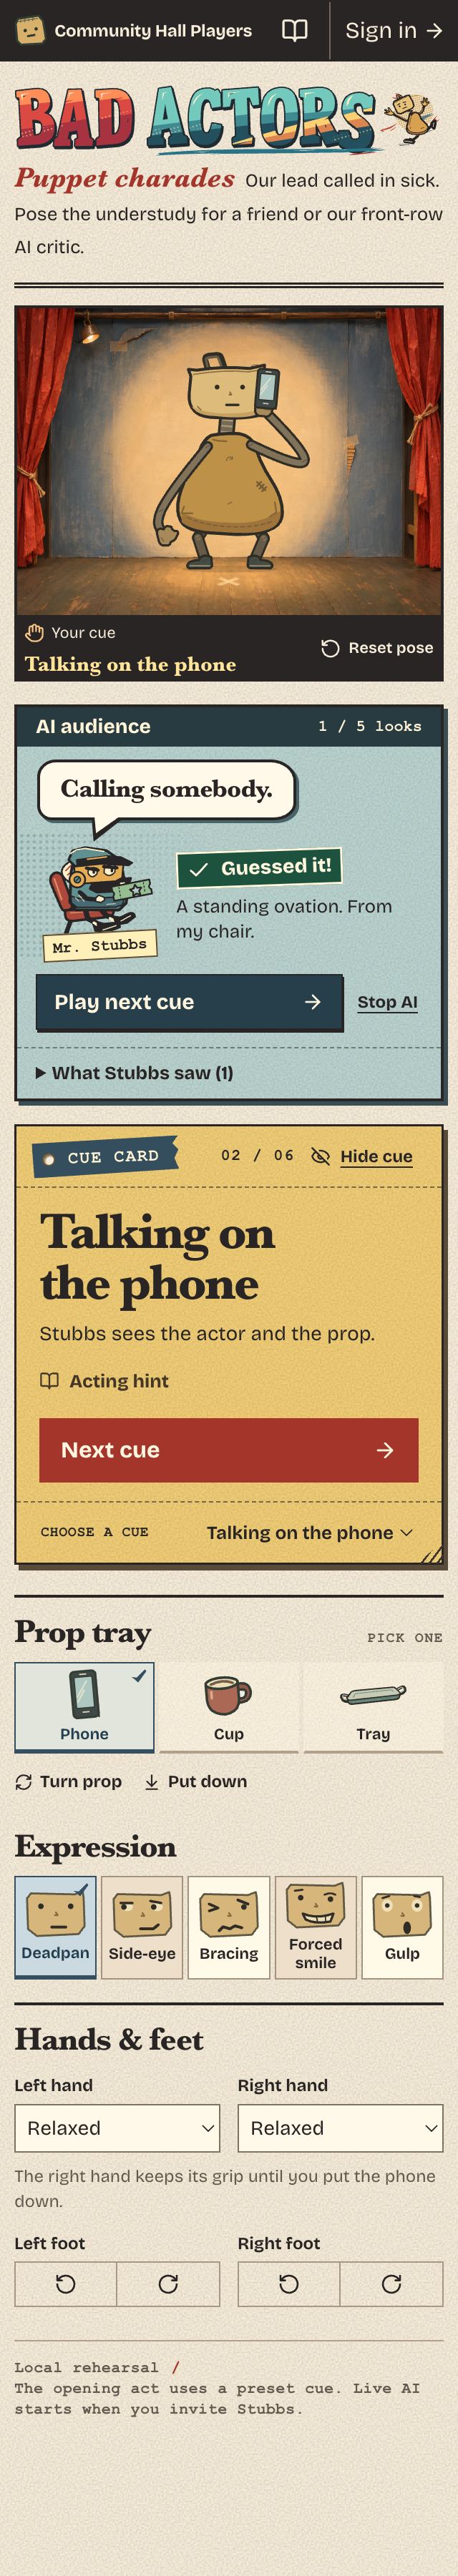 Community Hall Players
Sign in
BAD ACTORS
Puppet charades Our lead called in sick.
Pose the understudy for a friend or our front-row
AI critic.
Your cue
Talking on the phone
Reset pose
AI audience
1 / 5 looks
Calling somebody.
Guessed it!
A standing ovation. From
my chair.
Mr. Stubbs
Play next cue
Stop AI
What Stubbs saw (1)
CUE CARD
02 / 06
Hide cue
Talking on
the phone
Stubbs sees the actor and the prop.
Acting hint
Next cue
CHOOSE A CUE
Talking on the phone
Prop tray
PICK ONE
Phone
Cup
Tray
Turn prop
Put down
Expression
Deadpan
Side-eye
Bracing
Forced
smile
Gulp
Hands & feet
Left hand
Right hand
Relaxed
Relaxed
The right hand keeps its grip until you put the phone
down.
Left foot
Right foot
Local rehearsal /
The opening act uses a preset cue. Live AI
starts when you invite Stubbs.